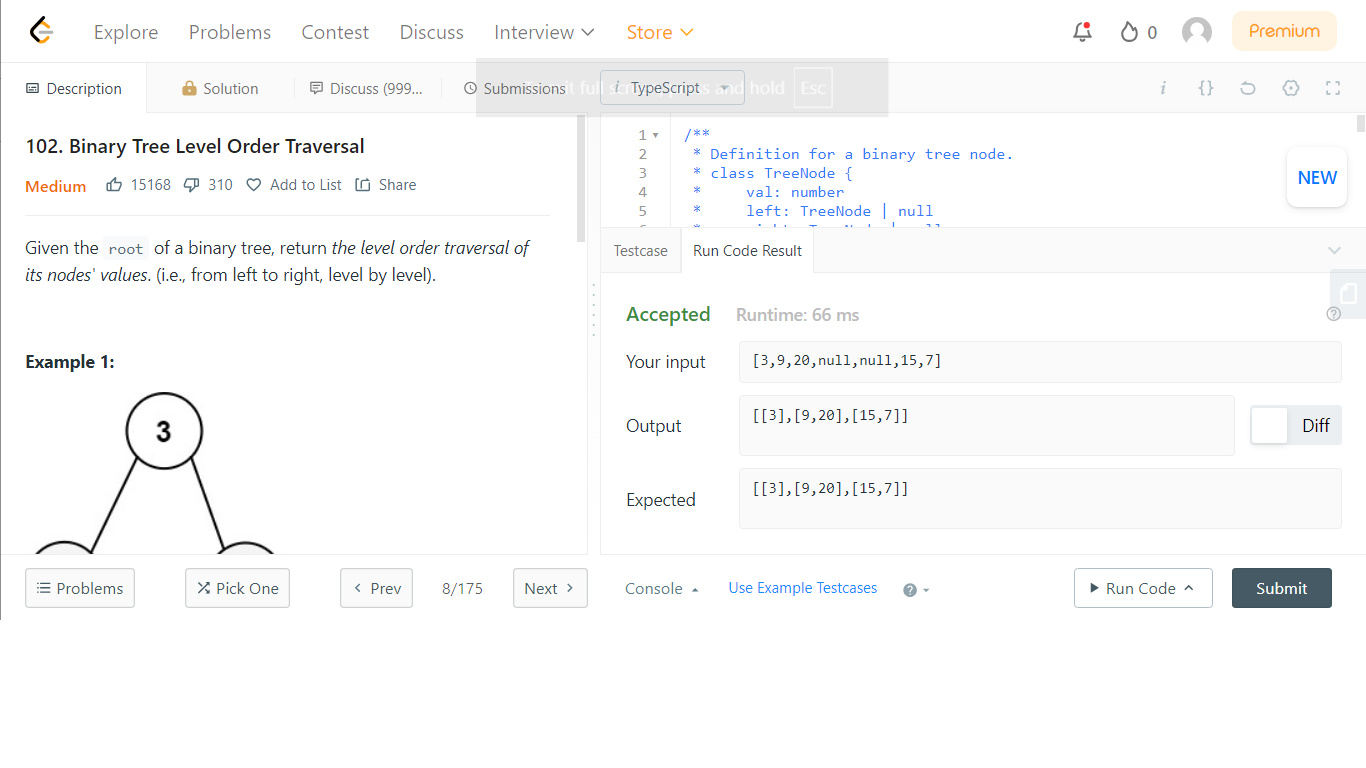 Explore Problems Contest Discuss Interview Store 0 Premium
Description Solution Discuss (999... Submissions i TypeScript and hold Esc i {}
102. Binary Tree Level Order Traversal
Medium 15168 310 Add to List Share
Given the root of a binary tree, return the level order traversal of
its nodes' values. (i.e., from left to right, level by level).
Example 1:
3
1 /**
2 * Definition for a binary tree node.
3 * class TreeNode {
4 * val: number
5 * left: TreeNode | null
NEW
Testcase Run Code Result
Accepted Runtime: 66 ms
Your input [3,9,20,null,null,15,7]
Output [[3],[9,20],[15,7]] Diff
Expected [[3],[9,20],[15,7]]
Problems Pick One Prev 8/175 Next Console Use Example Testcases Run Code Submit